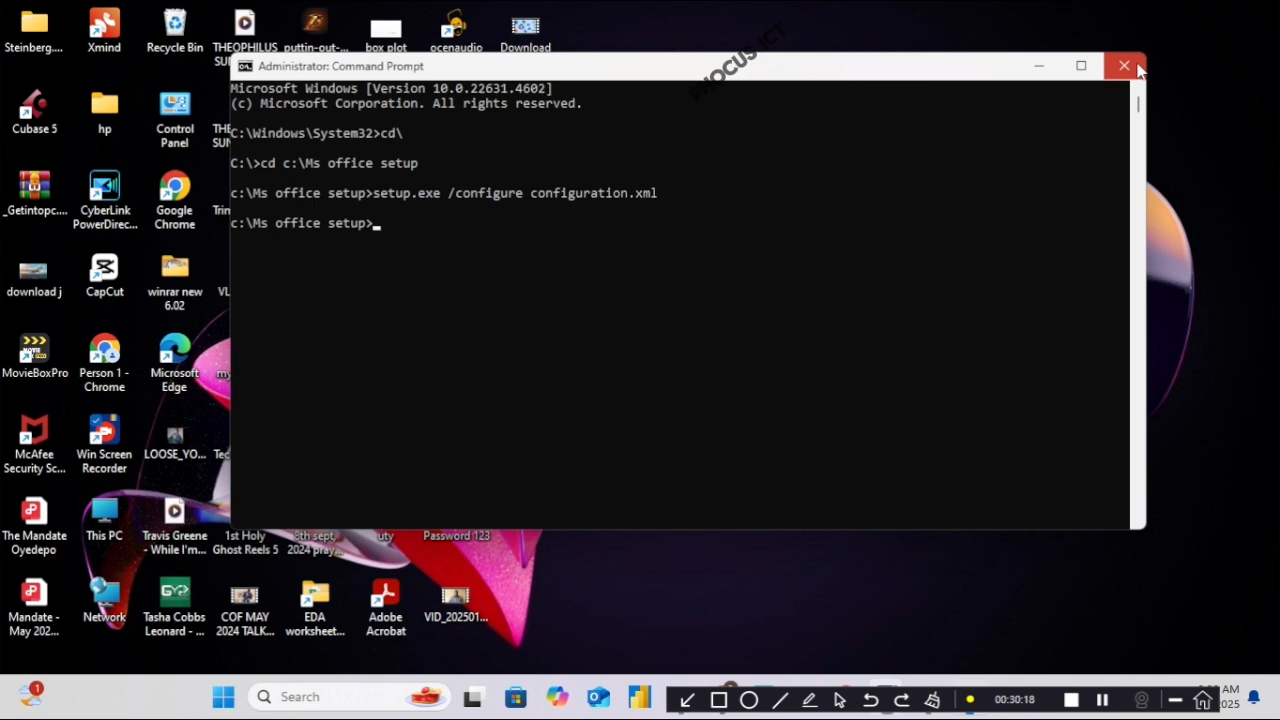 Steinberg....
Xmind
Recycle Bin
THEOPHILUS
puttin-out-...
box plot
ocenaudio
Download
PHOCUS ICT
Administrator: Command Prompt
Microsoft Windows [Version 10.0.22631.4602]
(c) Microsoft Corporation. All rights reserved.
C:\Windows\System32>cd\
C:\>cd c:\Ms office setup
c:\Ms office setup>setup.exe /configure configuration.xml
c:\Ms office setup>
Cubase 5
hp
Control
Panel
_Getintopc....
CyberLink
PowerDirec...
Google
Chrome
download j
CapCut
winrar new
6.02
MovieBoxPro
Person 1 -
Chrome
Microsoft
Edge
McAfee
Security Sc...
Win Screen
Recorder
LOOSE_YO...
The Mandate
Oyedepo
This PC
Travis Greene
- While I'm...
1st Holy
Ghost Reels 5
8th sept,
2024 pray...
Password 123
Mandate -
May 202...
Network
Tasha Cobbs
Leonard - ...
COF MAY
2024 TALK...
EDA
worksheet...
Adobe
Acrobat
VID_202501...
1
Search
00:30:18
AM
2025